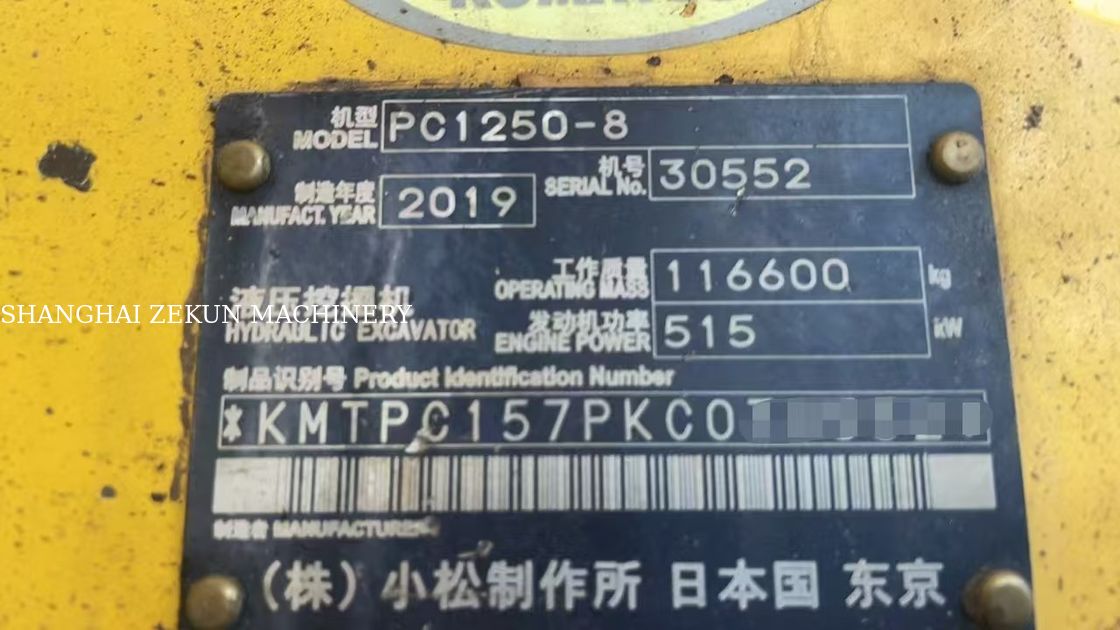 机型
MODEL PC1250-8
机号
SERIAL No. 30552
制造年度
MANUFACT. YEAR 2019
工作质量
OPERATING MASS 116600 kg
液压挖掘机
HYDRAULIC EXCAVATOR
发动机功率
ENGINE POWER 515 kW
SHANGHAI ZEKUN MACHINERY
制品识别号 Product Identification Number
*KMTPC157PKC0
制造者 MANUFACTURER
(株) 小松制作所 日本国 东京